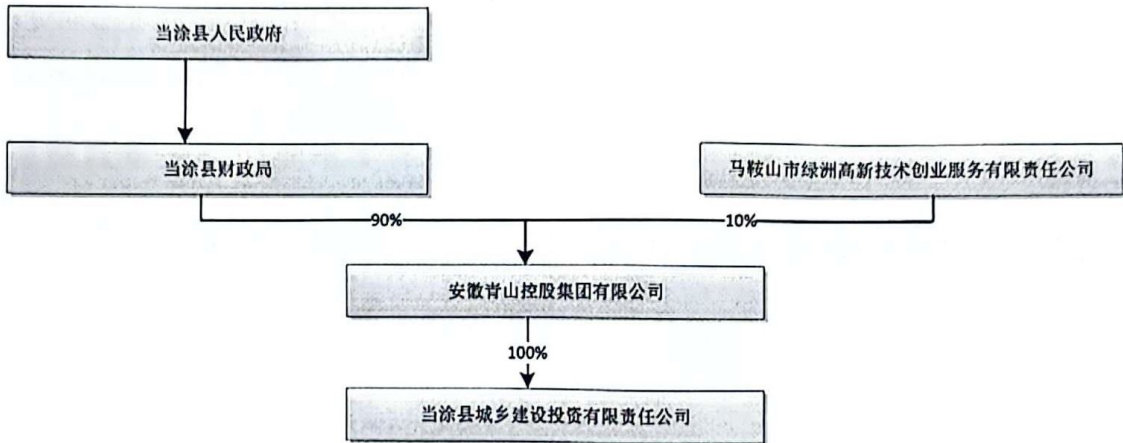 当涂县人民政府
当涂县财政局
马鞍山市绿洲高新技术创业服务有限责任公司
90%
10%
安徽青山控股集团有限公司
100%
当涂县城乡建设投资有限责任公司